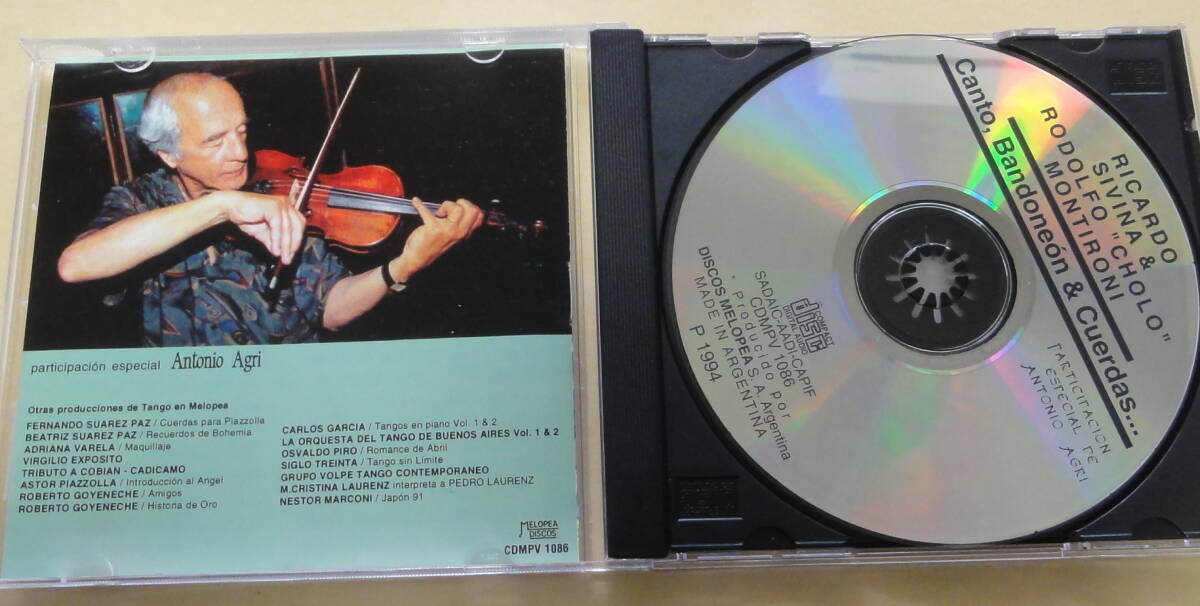 participación especial Antonio Agri
Otras producciones de Tango en Melopea
FERNANDO SUAREZ PAZ / Cuerdas para Piazzolla
BEATRIZ SUAREZ PAZ / Recuerdos de Bohemia
ADRIANA VARELA / Maquillaje
VIRGILIO EXPOSITO
TRIBUTO A COBIAN - CADICAMO
ASTOR PIAZZOLLA / Introducción al Angel
ROBERTO GOYENECHE / Amigos
ROBERTO GOYENECHE / Historia de Oro
CARLOS GARCIA / Tangos en piano Vol. 1 & 2
LA ORQUESTA DEL TANGO DE BUENOS AIRES Vol. 1 & 2
OSVALDO PIRO / Romance de Abril
SIGLO TREINTA / Tango sin Límite
GRUPO VOLPE TANGO CONTEMPORANEO
M.CRISTINA LAURENZ interpreta a PEDRO LAURENZ
NESTOR MARCONI / Japón 91
MELOPEA
DISCOS
CDMPV 1086
RICARDO
SIVINA &
RODOLFO "CHOLO"
MONTIRONI
Canto, Bandoneón & Cuerdas...
PARTICIPACION
ESPECIAL DE
ANTONIO AGRI
COMPACT
disc
DIGITAL AUDIO
SADAIC-AADI-CAPIF
CDMPV 1086
Producido por
DISCOS MELOPEA S.A. Argentina
MADE IN ARGENTINA
P 1994